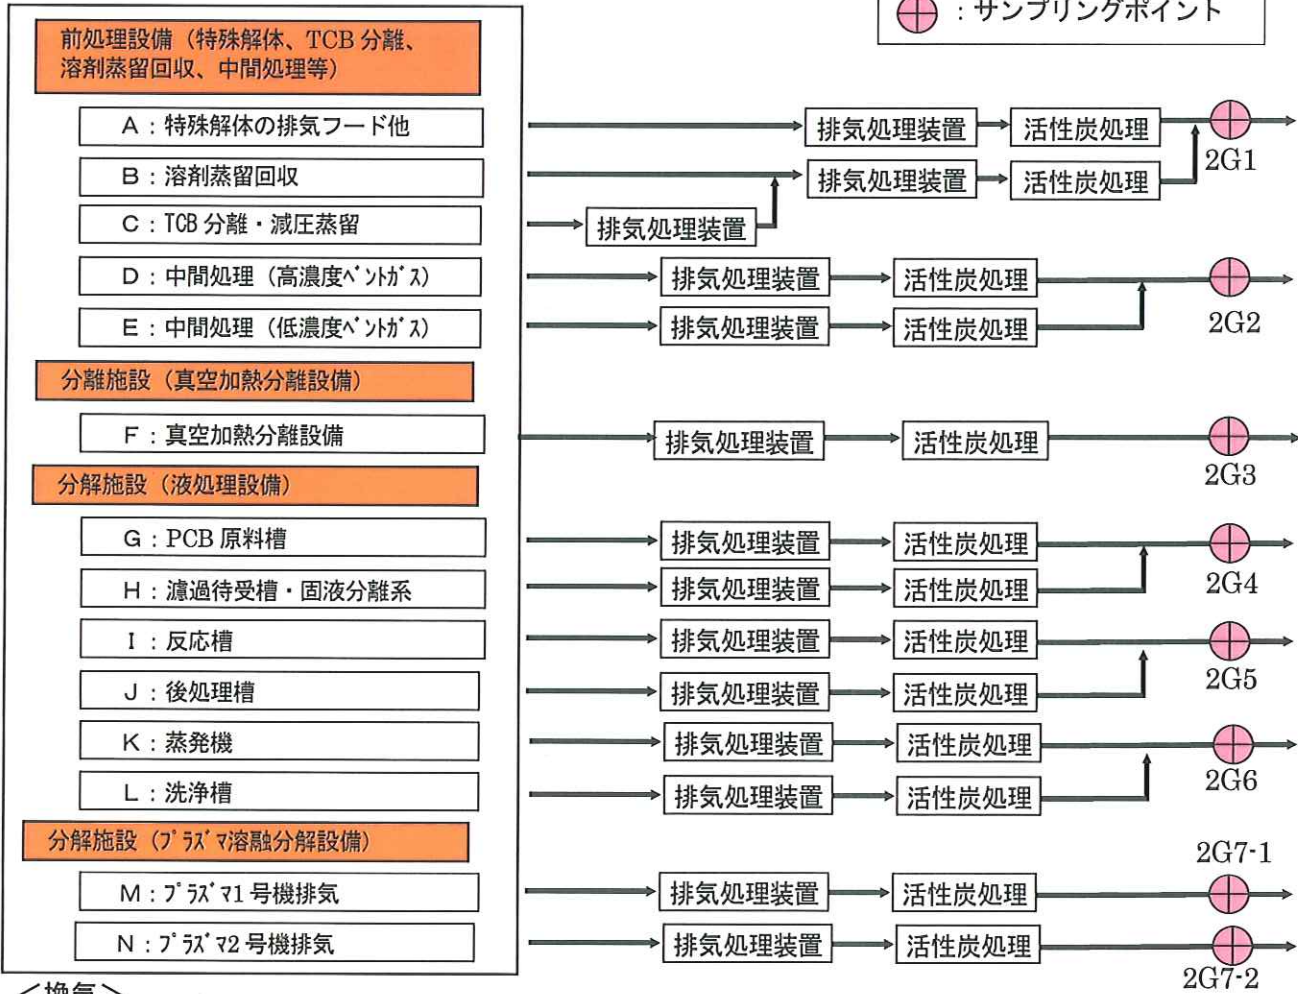 ：サンプリングポイント
前処理設備（特殊解体、TCB 分離、
溶剤蒸留回収、中間処理等）
A：特殊解体の排気フード他
排気処理装置
活性炭処理
2G1
B：溶剤蒸留回収
排気処理装置
活性炭処理
C：TCB 分離・減圧蒸留
排気処理装置
D：中間処理（高濃度ﾍﾞﾝﾄｶﾞｽ）
排気処理装置
活性炭処理
2G2
E：中間処理（低濃度ﾍﾞﾝﾄｶﾞｽ）
排気処理装置
活性炭処理
分離施設（真空加熱分離設備）
F：真空加熱分離設備
排気処理装置
活性炭処理
2G3
分解施設（液処理設備）
G：PCB 原料槽
排気処理装置
活性炭処理
2G4
H：濾過待受槽・固液分離系
排気処理装置
活性炭処理
I：反応槽
排気処理装置
活性炭処理
2G5
J：後処理槽
排気処理装置
活性炭処理
K：蒸発機
排気処理装置
活性炭処理
2G6
L：洗浄槽
排気処理装置
活性炭処理
分解施設（ﾌﾟﾗｽﾞﾏ溶融分解設備）
2G7-1
M：ﾌﾟﾗｽﾞﾏ1 号機排気
排気処理装置
活性炭処理
N：ﾌﾟﾗｽﾞﾏ2 号機排気
排気処理装置
活性炭処理
2G7-2
＜換気＞